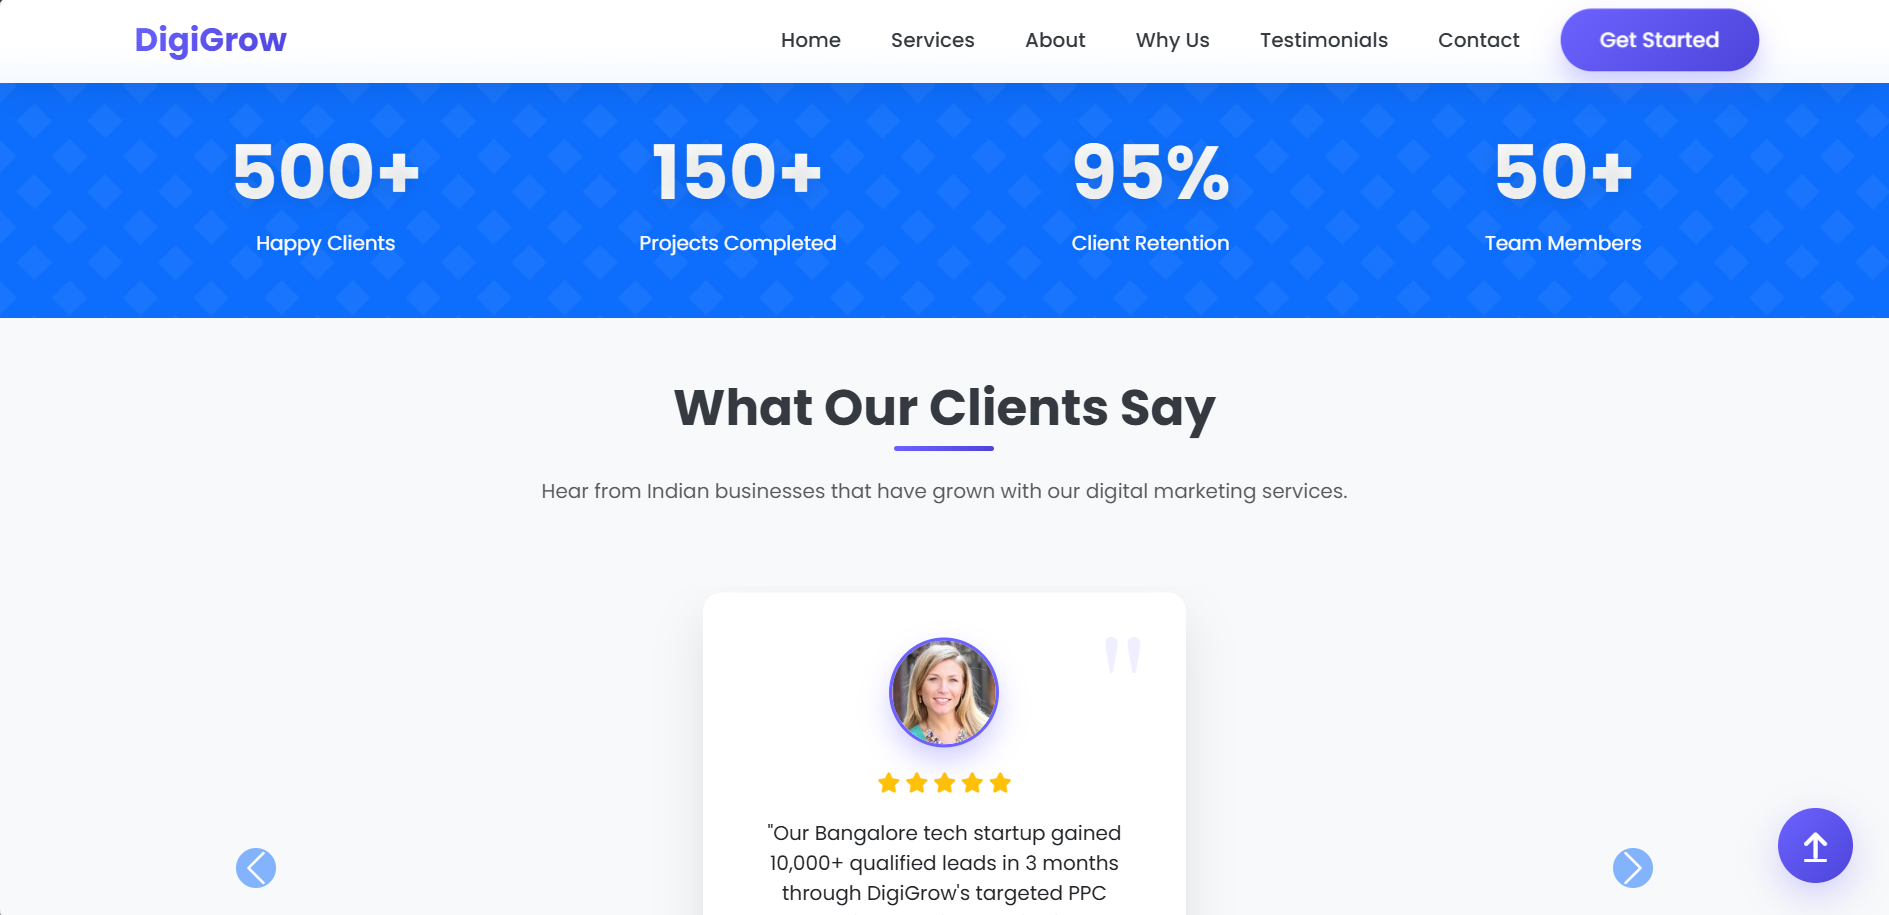 DigiGrow
Home Services About Why Us Testimonials Contact Get Started
500+ 150+ 95% 50+
Happy Clients Projects Completed Client Retention Team Members
What Our Clients Say
Hear from Indian businesses that have grown with our digital marketing services.
"
"Our Bangalore tech startup gained
10,000+ qualified leads in 3 months
through DigiGrow's targeted PPC